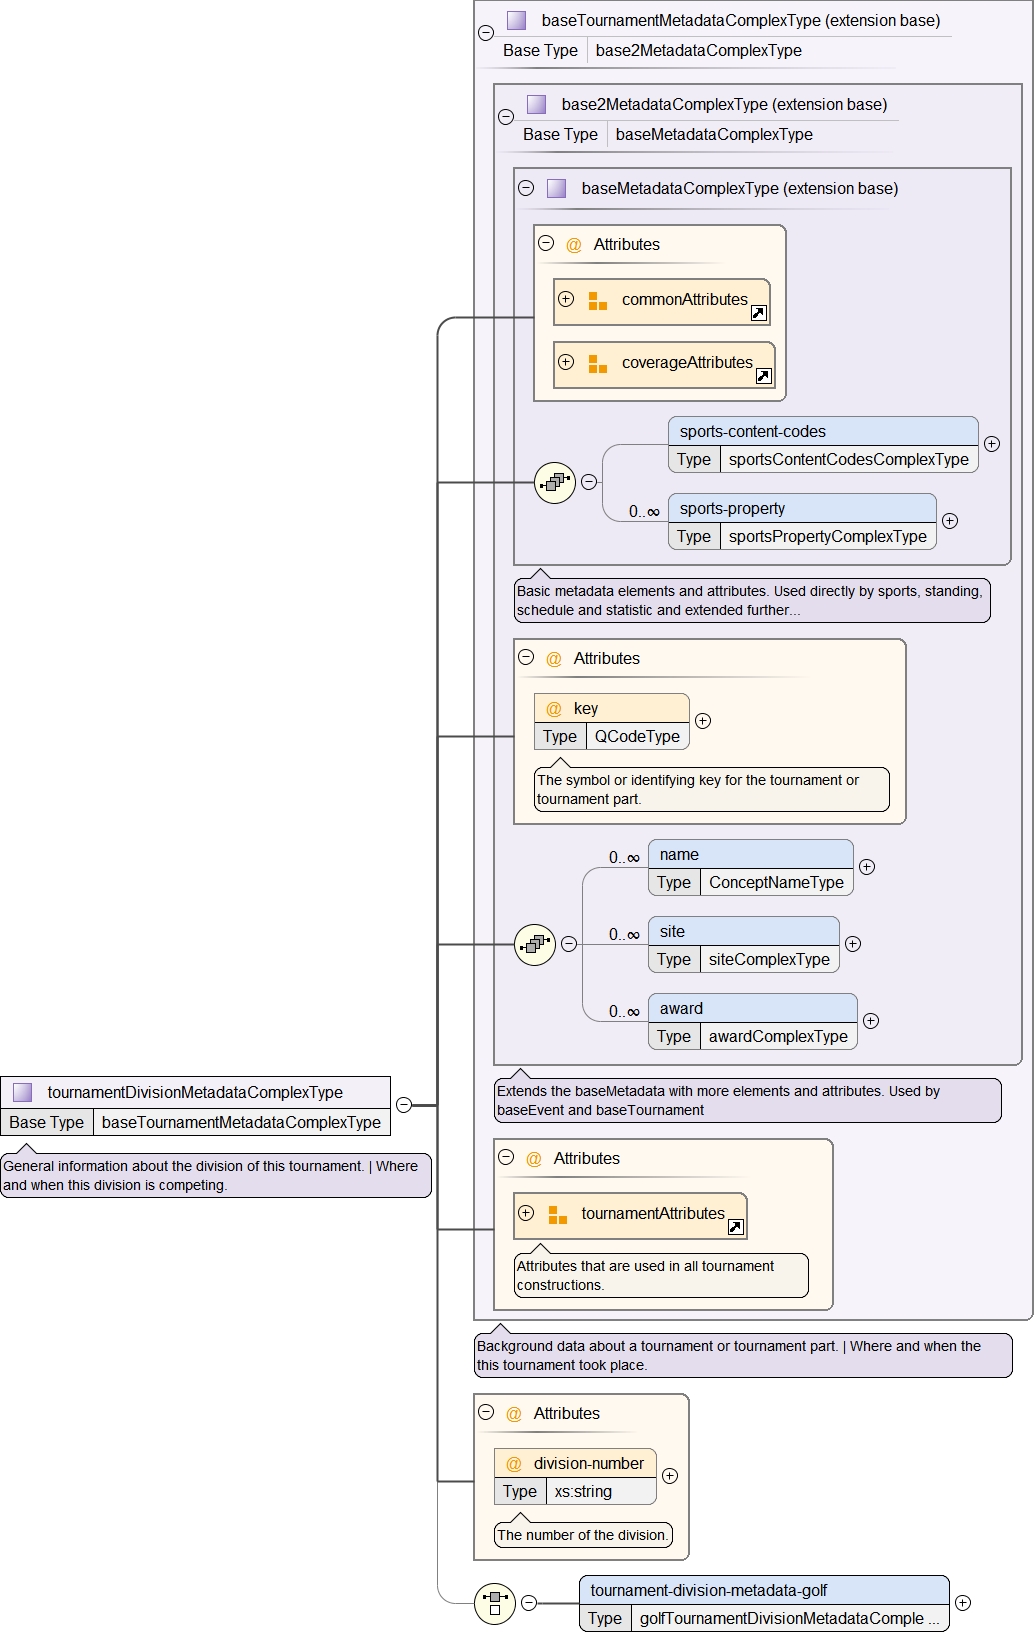 baseTournamentMetadataComplexType (extension base)
Base Type base2MetadataComplexType
base2MetadataComplexType (extension base)
Base Type baseMetadataComplexType
baseMetadataComplexType (extension base)
@ Attributes
commonAttributes
coverageAttributes
sports-content-codes
Type sportsContentCodesComplexType
0..∞ sports-property
Type sportsPropertyComplexType
Basic metadata elements and attributes. Used directly by sports, standing,
schedule and statistic and extended further...
@ Attributes
@ key
Type QCodeType
The symbol or identifying key for the tournament or
tournament part.
0..∞ name
Type ConceptNameType
0..∞ site
Type siteComplexType
0..∞ award
Type awardComplexType
tournamentDivisionMetadataComplexType
Base Type baseTournamentMetadataComplexType
General information about the division of this tournament. | Where
and when this division is competing.
Extends the baseMetadata with more elements and attributes. Used by
baseEvent and baseTournament
@ Attributes
tournamentAttributes
Attributes that are used in all tournament
constructions.
Background data about a tournament or tournament part. | Where and when the
this tournament took place.
@ Attributes
@ division-number
Type xs:string
The number of the division.
tournament-division-metadata-golf
Type golfTournamentDivisionMetadataComple ...